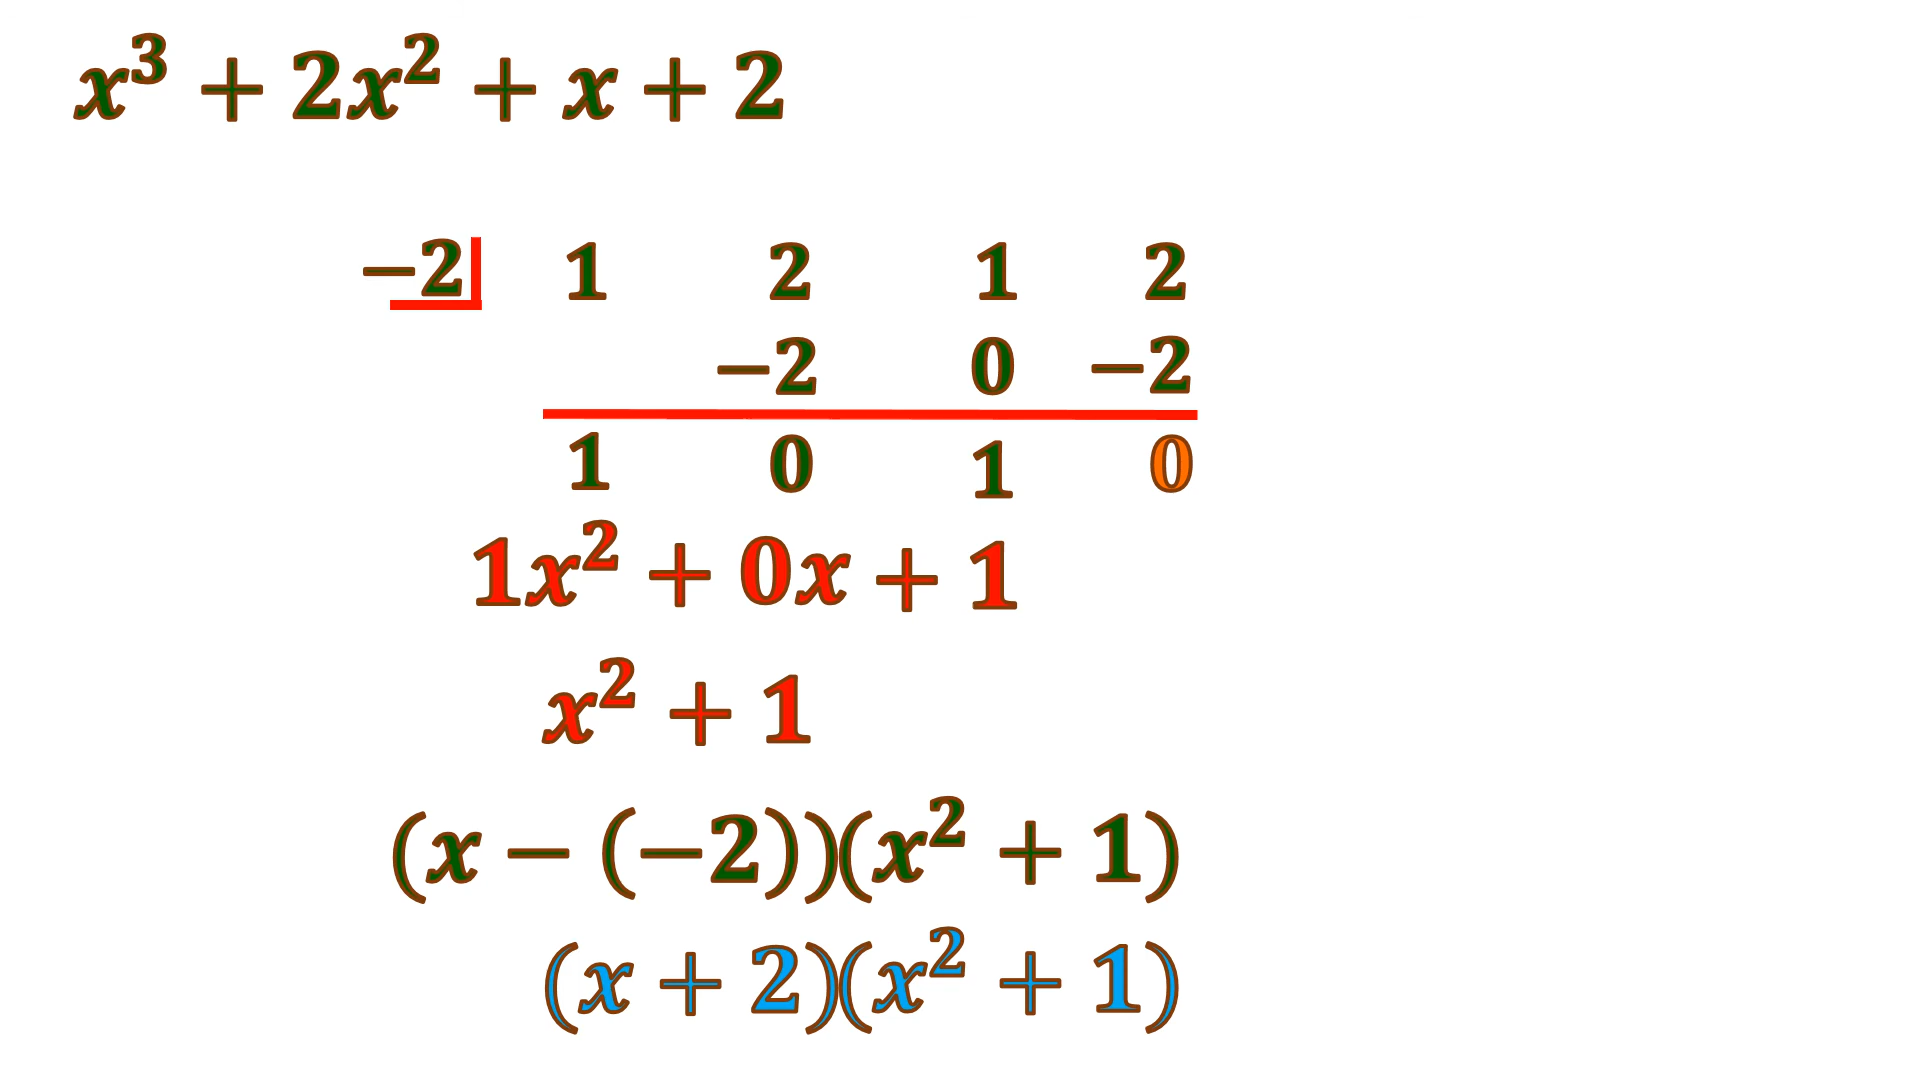 x³ + 2x² + x + 2
−2 1 2 1 2
−2 0 −2
1 0 1 0
1x² + 0x + 1
x² + 1
(x − (−2))(x² + 1)
(x + 2)(x² + 1)